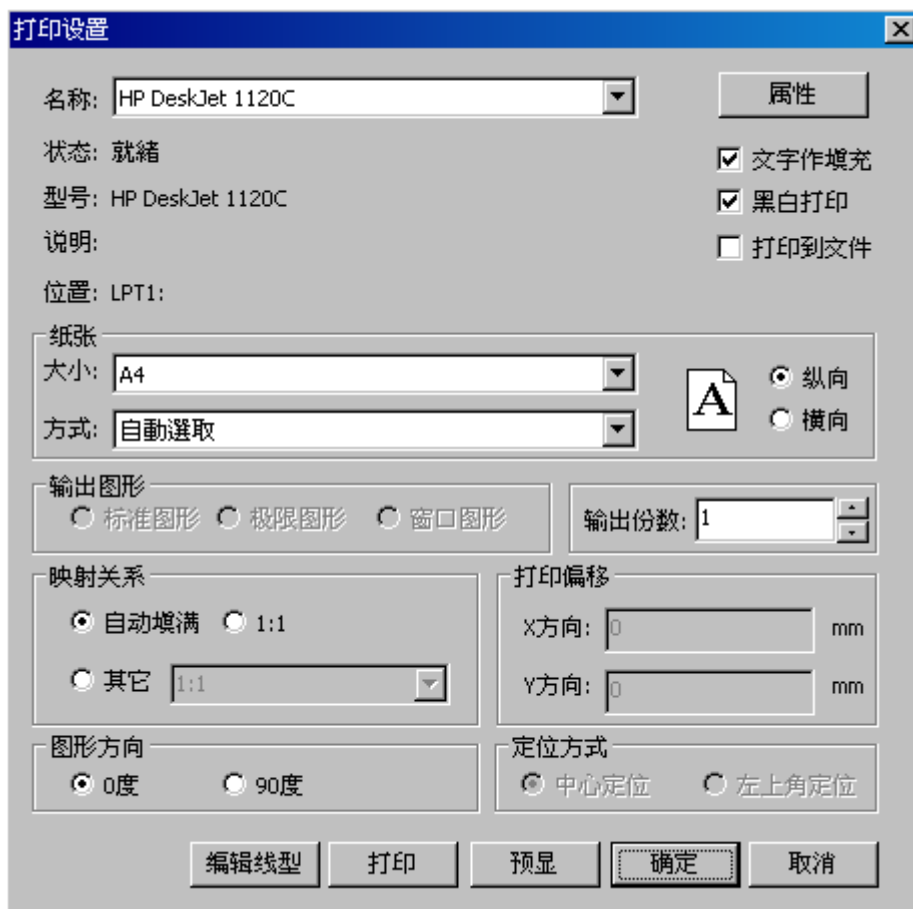 打印设置
名称: HP DeskJet 1120C 属性
状态: 就緒 文字作填充
型号: HP DeskJet 1120C 黑白打印
说明: 打印到文件
位置: LPT1:
纸张
大小: A4 A 纵向
方式: 自動選取 横向
输出图形
标准图形 极限图形 窗口图形 输出份数: 1
映射关系 打印偏移
自动填满 1:1 X方向: 0 mm
其它 1:1 Y方向: 0 mm
图形方向 定位方式
0度 90度 中心定位 左上角定位
编辑线型 打印 预显 确定 取消